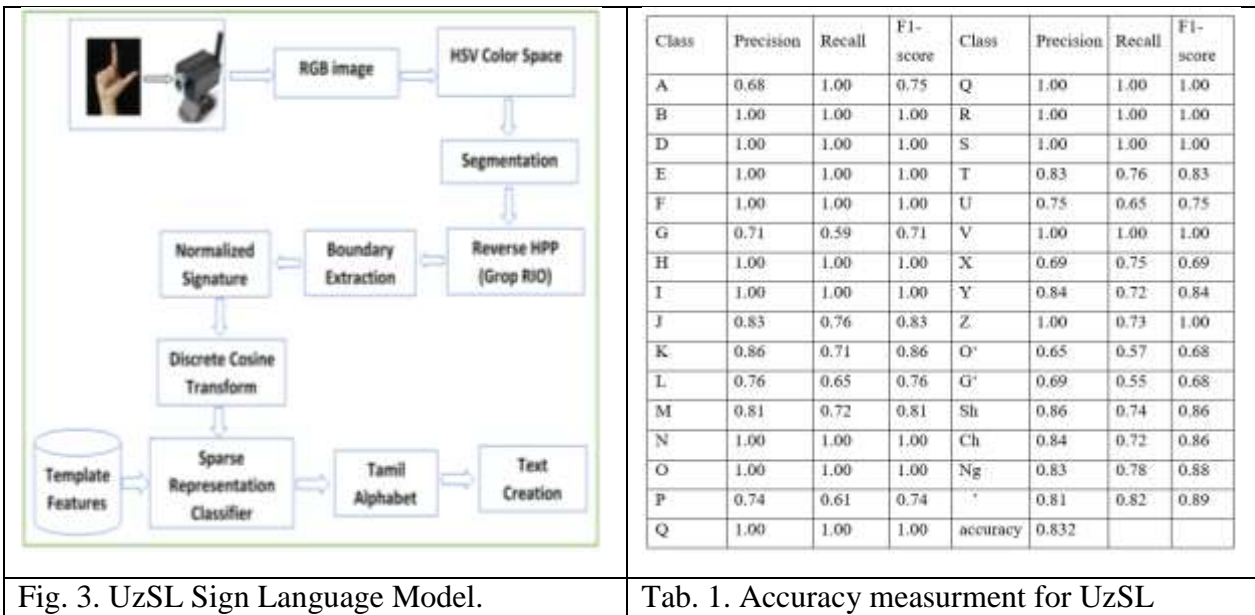 RGB image
HSV Color Space
Segmentation
Reverse HPP
(Grop RIO)
Boundary
Extraction
Normalized
Signature
Discrete Cosine
Transform
Template
Features
Sparse
Representation
Classifier
Tamil
Alphabet
Text
Creation
Fig. 3. UzSL Sign Language Model.
Class Precision Recall F1-score Class Precision Recall F1-score
A 0.68 1.00 0.75 Q 1.00 1.00 1.00
B 1.00 1.00 1.00 R 1.00 1.00 1.00
D 1.00 1.00 1.00 S 1.00 1.00 1.00
E 1.00 1.00 1.00 T 0.83 0.76 0.83
F 1.00 1.00 1.00 U 0.75 0.65 0.75
G 0.71 0.59 0.71 V 1.00 1.00 1.00
H 1.00 1.00 1.00 X 0.69 0.75 0.69
I 1.00 1.00 1.00 Y 0.84 0.72 0.84
J 0.83 0.76 0.83 Z 1.00 0.73 1.00
K 0.86 0.71 0.86 O‘ 0.65 0.57 0.68
L 0.76 0.65 0.76 G‘ 0.69 0.55 0.68
M 0.81 0.72 0.81 Sh 0.86 0.74 0.86
N 1.00 1.00 1.00 Ch 0.84 0.72 0.86
O 1.00 1.00 1.00 Ng 0.83 0.78 0.88
P 0.74 0.61 0.74 ’ 0.81 0.82 0.89
Q 1.00 1.00 1.00 accuracy 0.832
Tab. 1. Accuracy measurment for UzSL